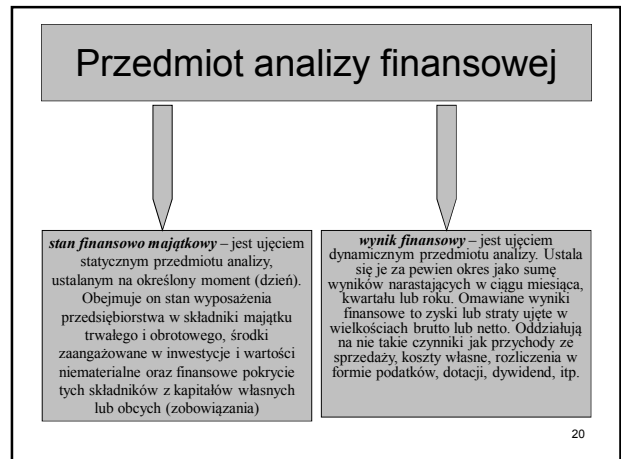 Przedmiot analizy finansowej
stan finansowo majątkowy – jest ujęciem
statycznym przedmiotu analizy,
ustalanym na określony moment (dzień).
Obejmuje on stan wyposażenia
przedsiębiorstwa w składniki majątku
trwałego i obrotowego, środki
zaangażowane w inwestycje i wartości
niematerialne oraz finansowe pokrycie
tych składników z kapitałów własnych
lub obcych (zobowiązania)
wynik finansowy – jest ujęciem
dynamicznym przedmiotu analizy. Ustala
się je za pewien okres jako sumę
wyników narastających w ciągu miesiąca,
kwartału lub roku. Omawiane wyniki
finansowe to zyski lub straty ujęte w
wielkościach brutto lub netto. Oddziałują
na nie takie czynniki jak przychody ze
sprzedaży, koszty własne, rozliczenia w
formie podatków, dotacji, dywidend, itp.
20